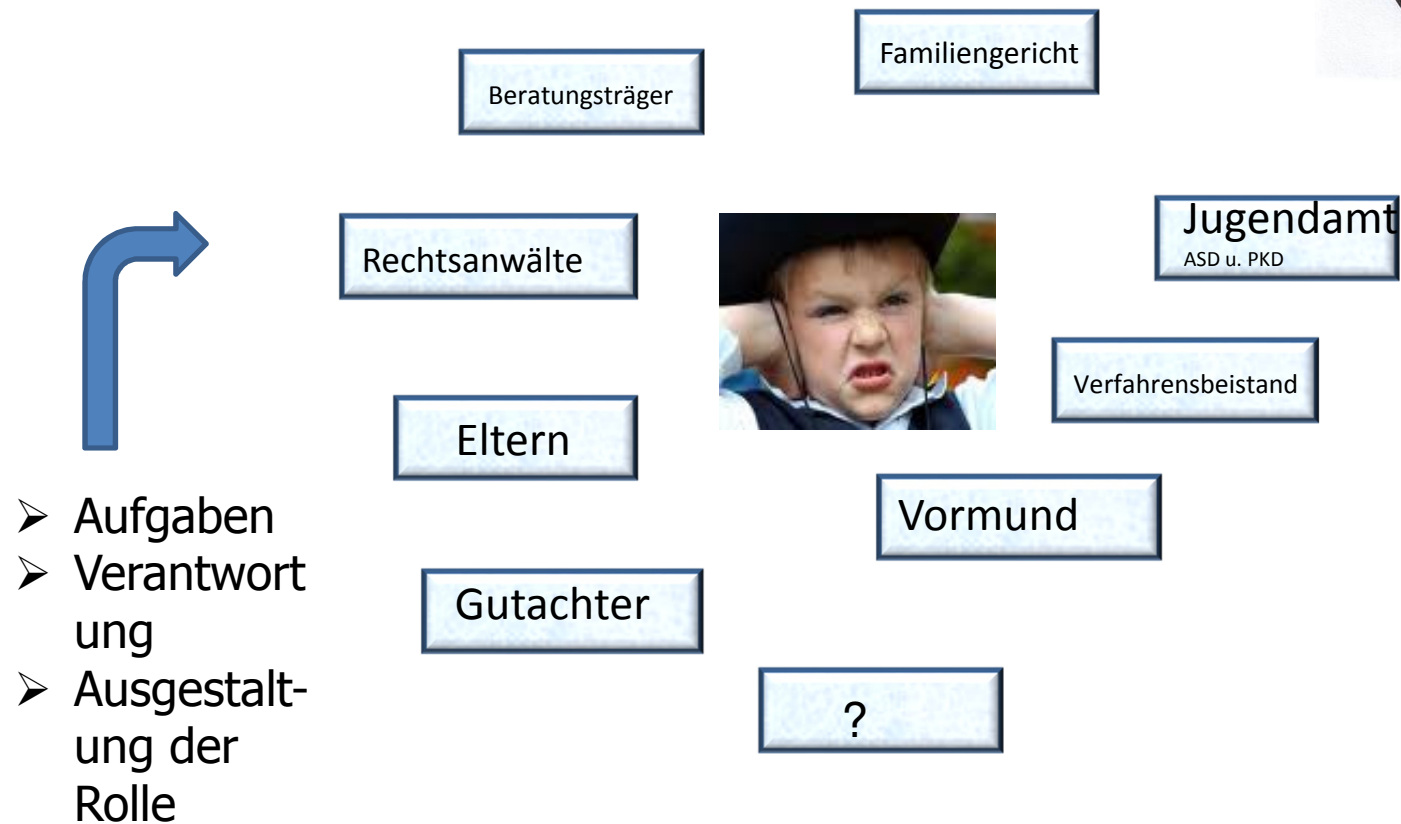 Familiengericht
Beratungsträger
Jugendamt
ASD u. PKD
Rechtsanwälte
Verfahrensbeistand
Eltern
Vormund
Gutachter
?
➢ Aufgaben
➢ Verantwort
ung
➢ Ausgestalt-
ung der
Rolle